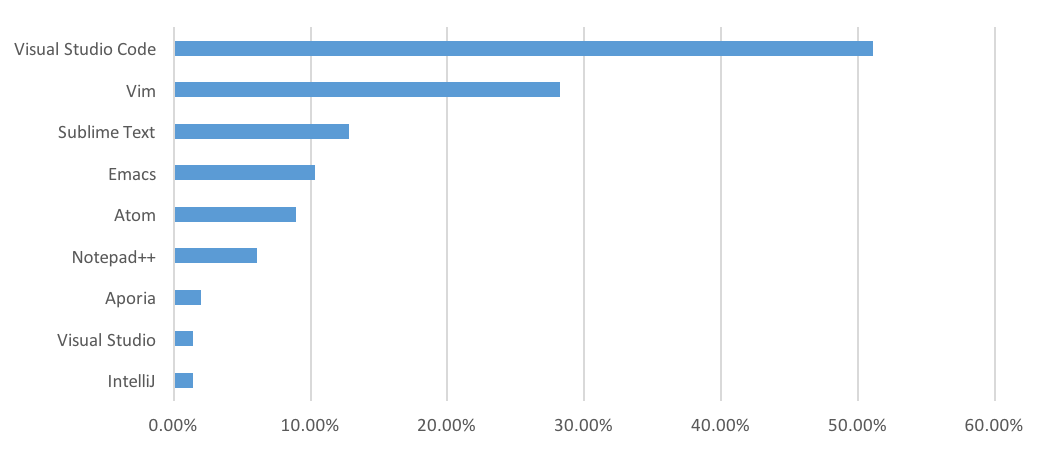 Visual Studio Code
Vim
Sublime Text
Emacs
Atom
Notepad++
Aporia
Visual Studio
IntelliJ
0.00% 10.00% 20.00% 30.00% 40.00% 50.00% 60.00%